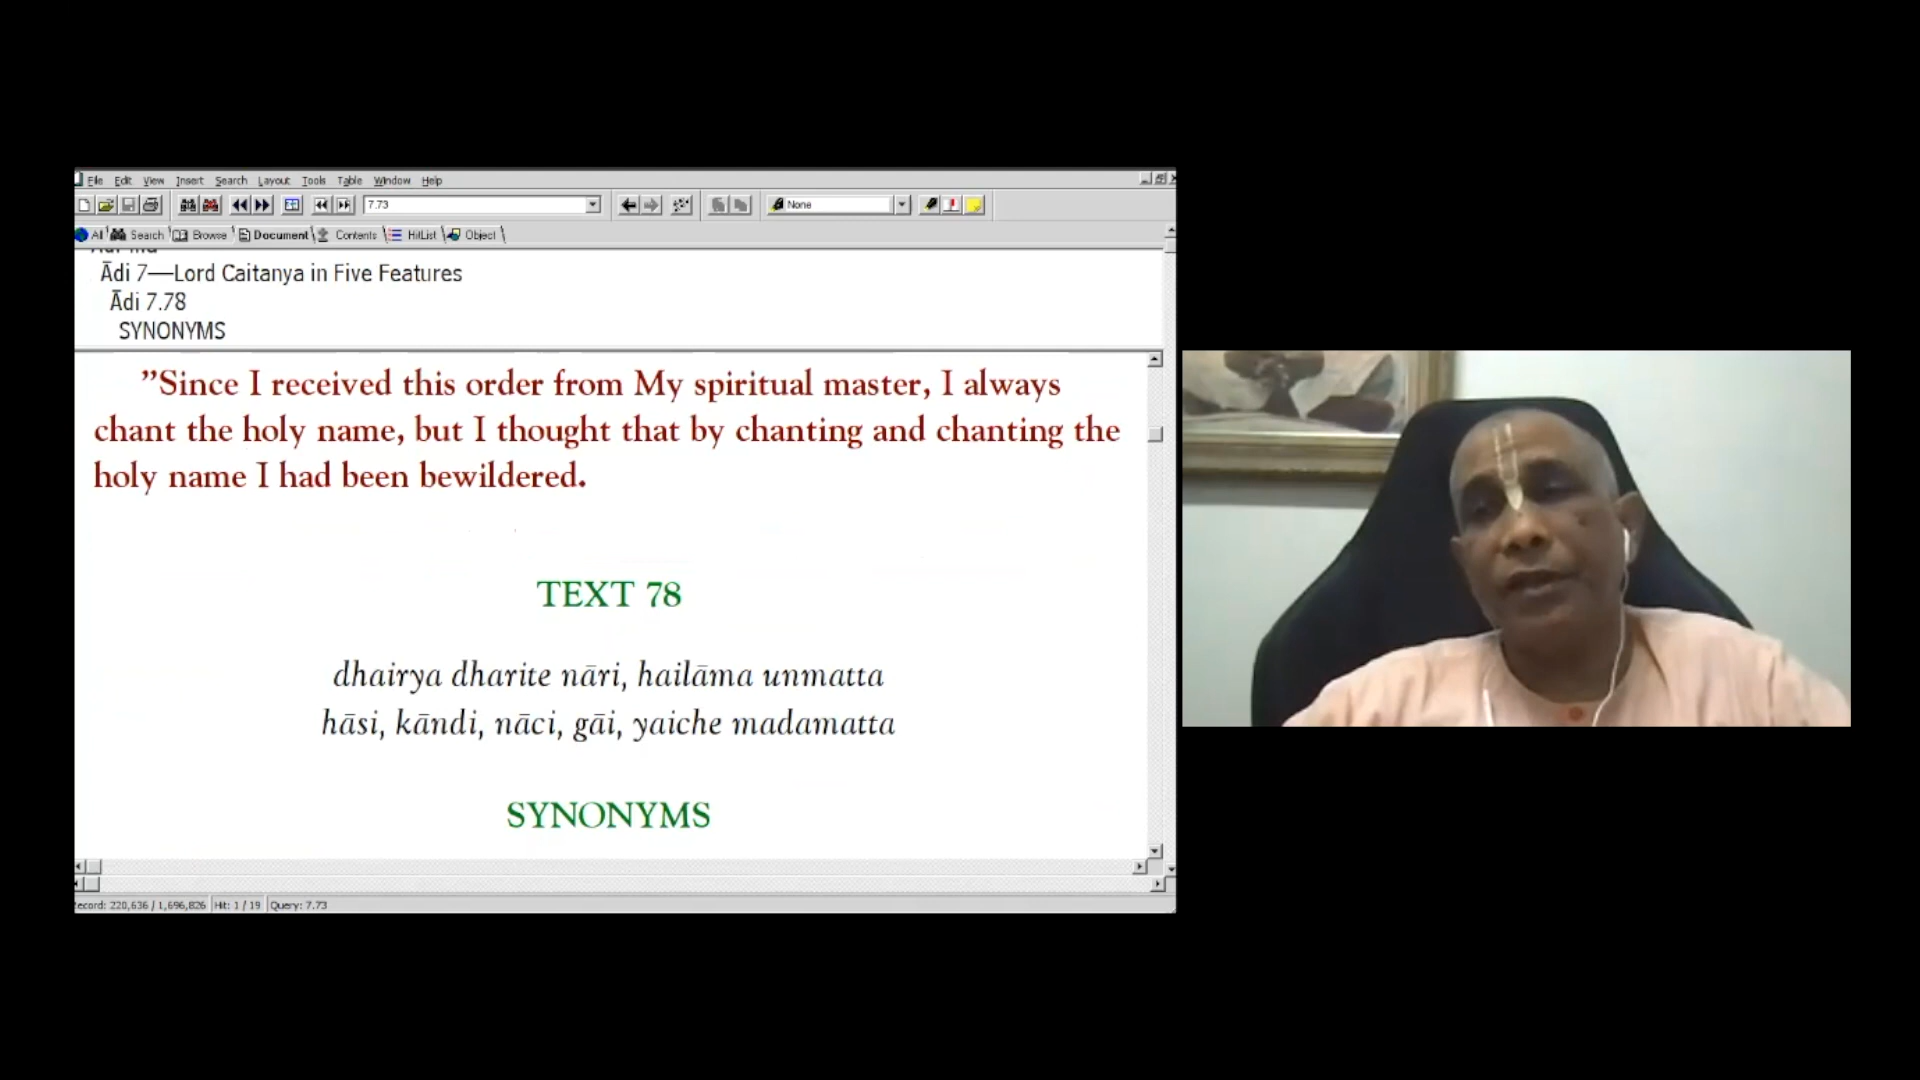 File Edit View Insert Search Layout Tools Table Window Help
7.73 None
All Search Browse Document Contents HitList Object
Ādi 7—Lord Caitanya in Five Features
Ādi 7.78
SYNONYMS
”Since I received this order from My spiritual master, I always
chant the holy name, but I thought that by chanting and chanting the
holy name I had been bewildered.
TEXT 78
dhairya dharite nāri, hailāma unmatta
hāsi, kāndi, nāci, gāi, yaiche madamatta
SYNONYMS
ecord: 220,636 / 1,696,826 Hit: 1 / 19 Query: 7.73